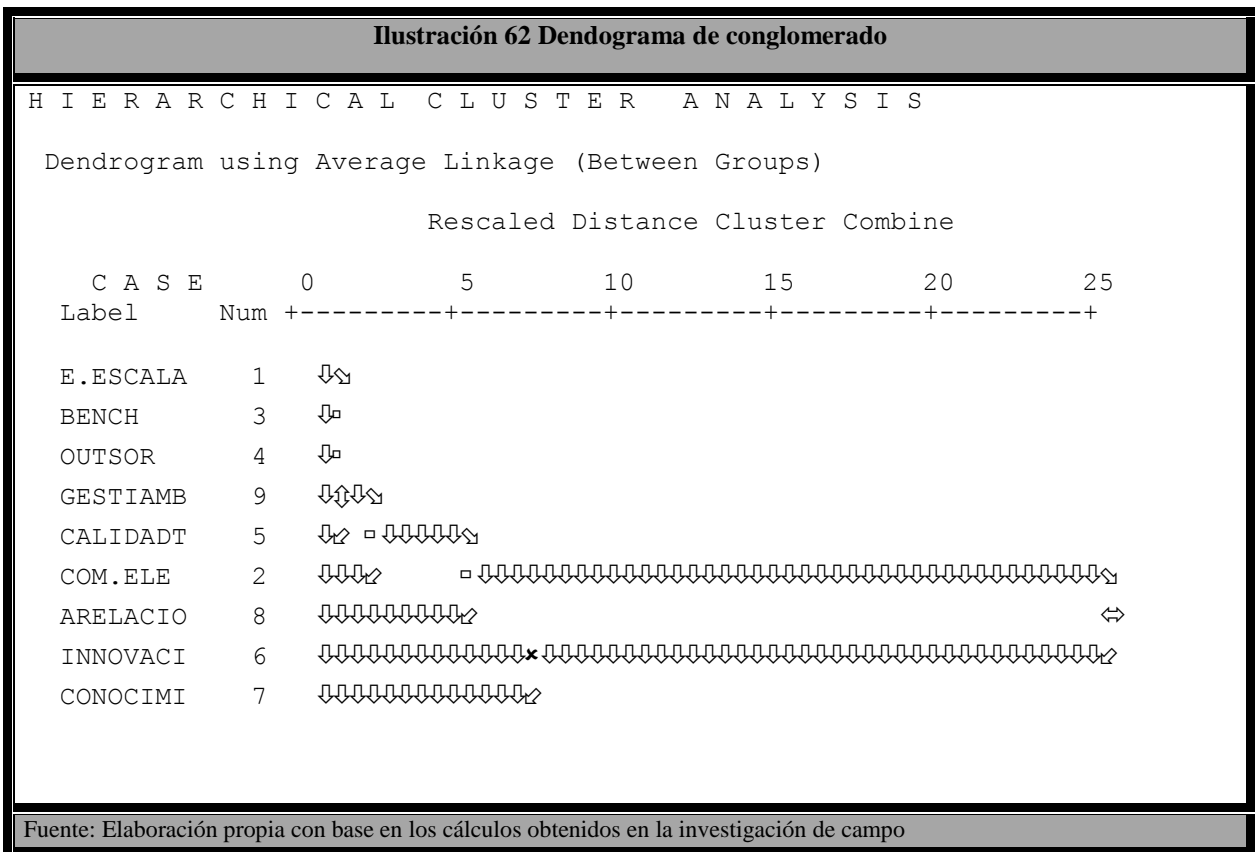 Ilustración 62 Dendograma de conglomerado
H I E R A R C H I C A L   C L U S T E R   A N A L Y S I S
Dendrogram using Average Linkage (Between Groups)
Rescaled Distance Cluster Combine
C A S E 0 5 10 15 20 25
Label Num +---------+---------+---------+---------+---------+
E.ESCALA 1 ⇩⬂
BENCH 3 ⇩▫
OUTSOR 4 ⇩▫
GESTIAMB 9 ⇩⇳⇩⬂
CALIDADT 5 ⇩⬃ ▫⇩⇩⇩⇩⇩⬂
COM.ELE 2 ⇩⇩⇩⬃ ▫⇩⇩⇩⇩⇩⇩⇩⇩⇩⇩⇩⇩⇩⇩⇩⇩⇩⇩⇩⇩⇩⇩⇩⇩⇩⇩⇩⇩⇩⇩⇩⇩⇩⇩⇩⇩⇩⇩⇩⬂
ARELACIO 8 ⇩⇩⇩⇩⇩⇩⇩⇩⇩⬃ ⬄
INNOVACI 6 ⇩⇩⇩⇩⇩⇩⇩⇩⇩⇩⇩⇩⇩×⇩⇩⇩⇩⇩⇩⇩⇩⇩⇩⇩⇩⇩⇩⇩⇩⇩⇩⇩⇩⇩⇩⇩⇩⇩⇩⇩⇩⇩⇩⇩⇩⇩⇩⇩⬃
CONOCIMI 7 ⇩⇩⇩⇩⇩⇩⇩⇩⇩⇩⇩⇩⇩⬃
Fuente: Elaboración propia con base en los cálculos obtenidos en la investigación de campo